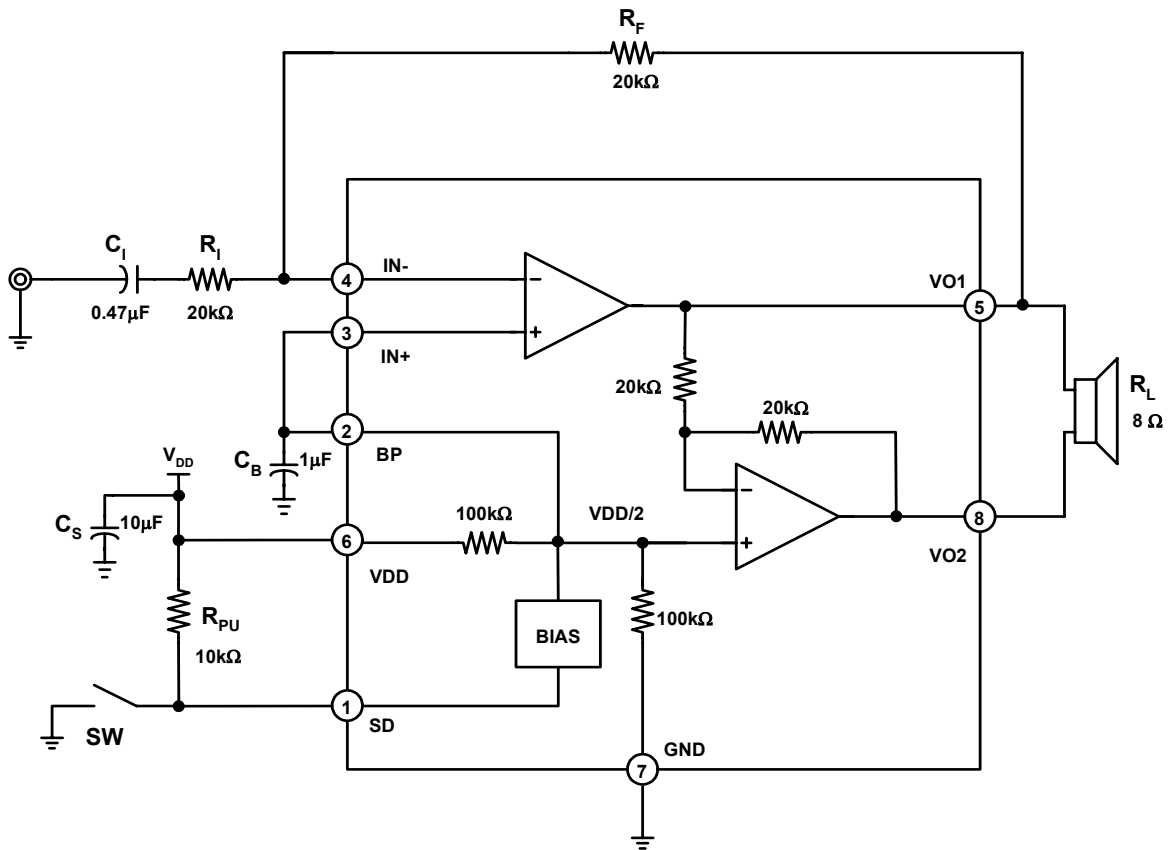 R_F
20kΩ
C_I
R_I
0.47μF
20kΩ
4
IN-
−
3
IN+
+
VO1
5
20kΩ
20kΩ
R_L
8 Ω
2
BP
C_B
1μF
V_DD
C_S
10μF
100kΩ
VDD/2
−
+
8
VO2
6
VDD
R_PU
10kΩ
BIAS
100kΩ
SW
1
SD
GND
7